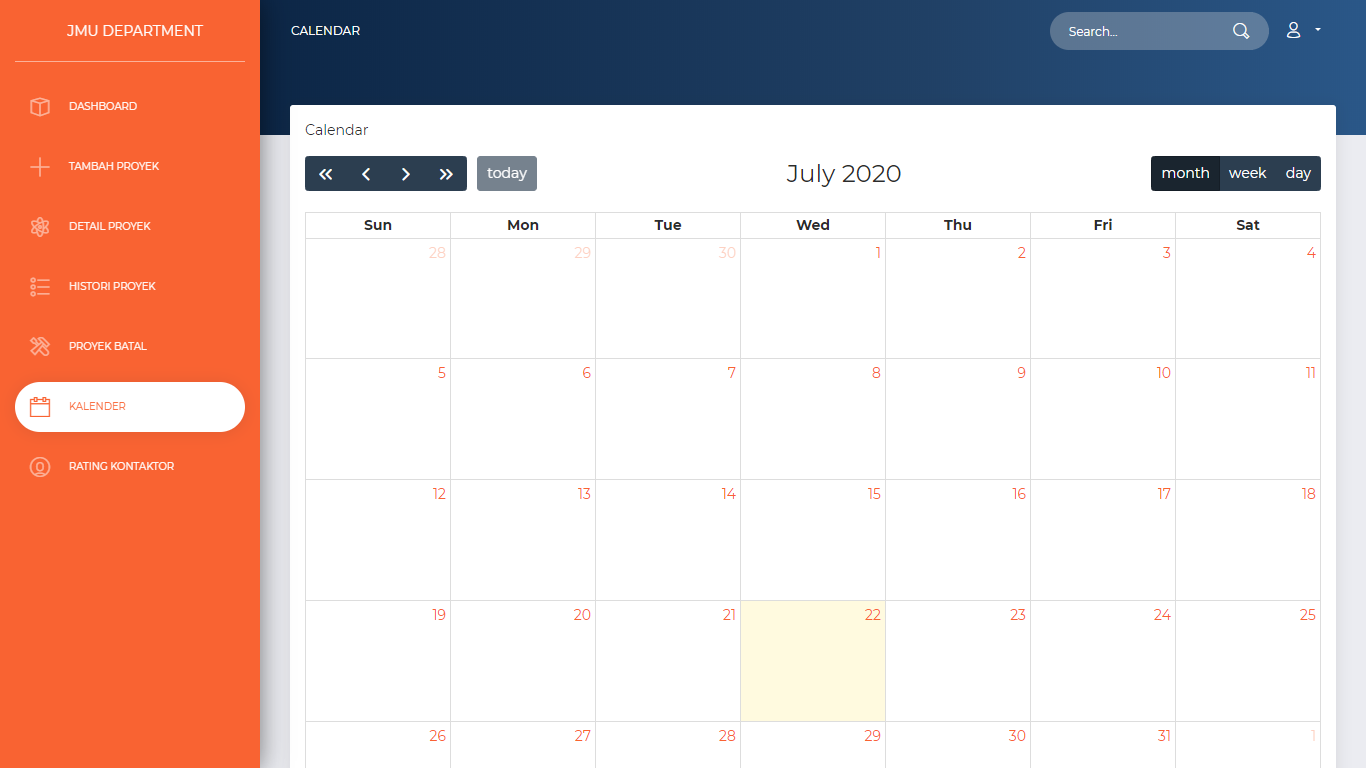 JMU DEPARTMENT
DASHBOARD
TAMBAH PROYEK
DETAIL PROYEK
HISTORI PROYEK
PROYEK BATAL
KALENDER
RATING KONTAKTOR
CALENDAR
Search...
Calendar
today
July 2020
month week day
Sun Mon Tue Wed Thu Fri Sat
28 29 30 1 2 3 4
5 6 7 8 9 10 11
12 13 14 15 16 17 18
19 20 21 22 23 24 25
26 27 28 29 30 31 1